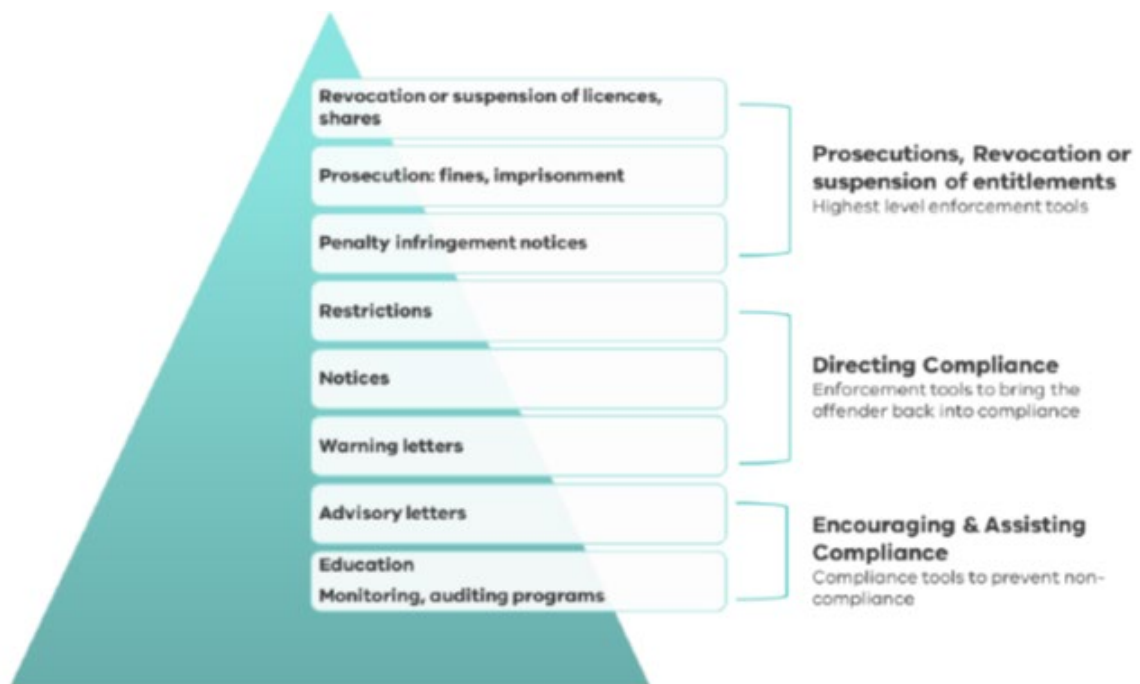 Revocation or suspension of licences,
shares
Prosecution: fines, imprisonment
Penalty infringement notices
Restrictions
Notices
Warning letters
Advisory letters
Education
Monitoring, auditing programs
Prosecutions, Revocation or
suspension of entitlements
Highest level enforcement tools
Directing Compliance
Enforcement tools to bring the
offender back into compliance
Encouraging & Assisting
Compliance
Compliance tools to prevent non-
compliance